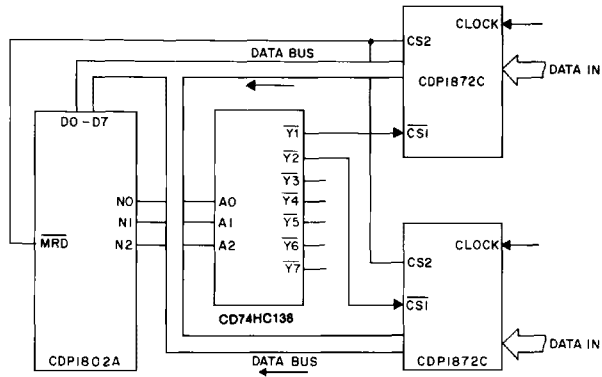 CLOCK
CS2
DATA BUS
CDP1872C
DATA IN
D0-D7
Y1
CS1
Y2
Y3
N0
A0
Y4
N1
A1
Y5
CLOCK
MRD
N2
A2
Y6
CS2
Y7
CS1
CD74HC138
DATA IN
DATA BUS
CDP1802A
CDP1872C